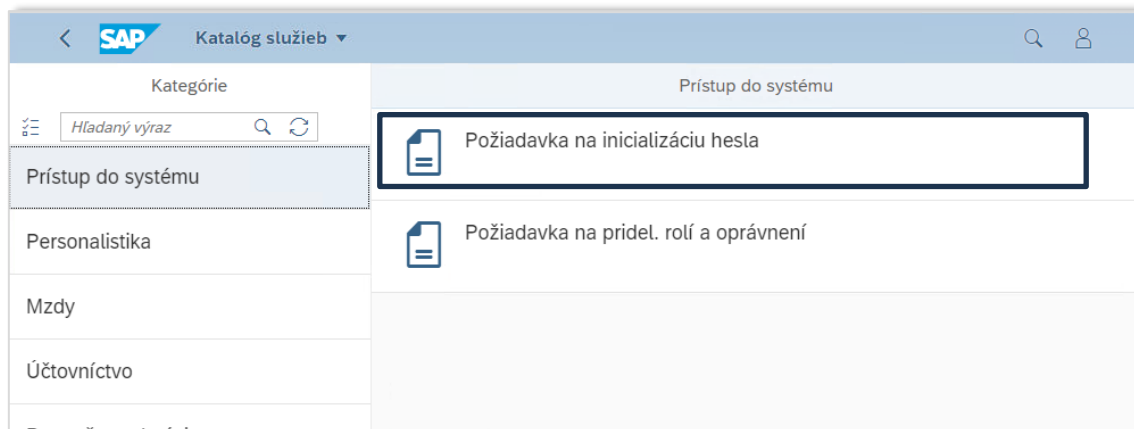 SAP Katalóg služieb
Kategórie
Hľadaný výraz
Prístup do systému
Personalistika
Mzdy
Účtovníctvo
Prístup do systému
Požiadavka na inicializáciu hesla
Požiadavka na pridel. rolí a oprávnení